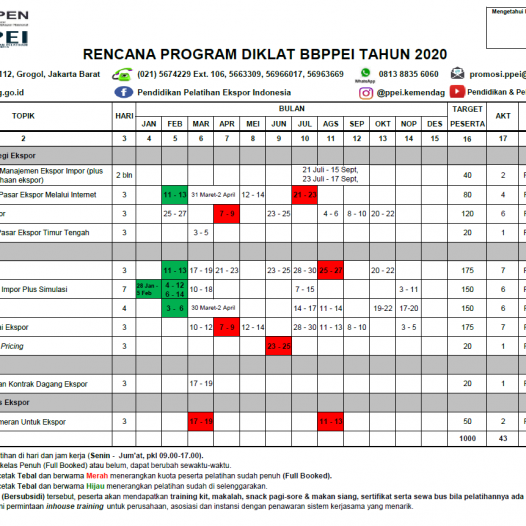 PEN
PEI
Mengetahui
RENCANA PROGRAM DIKLAT BBPPEI TAHUN 2020
112, Grogol, Jakarta Barat (021) 5674229 Ext. 106, 5663309, 56966017, 56963669 WhatsApp 0813 8835 6060 promosi.ppei@
g.go.id Pendidikan Pelatihan Ekspor Indonesia @ppei.kemendag Pendidikan & Pe
TOPIK HARI BULAN TARGET PESERTA AKT
JAN FEB MAR APR MEI JUN JUL AGS SEP OKT NOP DES
2 3 4 5 6 7 8 9 10 11 12 13 14 15 16 17
egi Ekspor
Manajemen Ekspor Impor (plus
haan ekspor) 2 bln 21 Juli - 15 Sept, 40 2
23 Juli - 17 Sept,
Pasar Ekspor Melalui Internet 3 11 - 13 31 Maret-2 April 12 - 14 21 - 23 80 4
or 3 25 - 27 7 - 9 23 - 25 4 - 6 8 - 10 20 - 22 120 6
Pasar Ekspor Timur Tengah 3 3 - 5 20 1
3 11 - 13 17 - 19 21 - 23 23 - 25 28 - 30 25 - 27 20 - 22 175 7
Impor Plus Simulasi 7 28 Jan - 5 Feb 4 - 12 6 - 14 10 - 18 7 - 15 3 - 11 150 6
4 3 - 6 30 Maret-2 April 14 - 17 11 - 14 19-22 17-20 150 6
ai Ekspor 3 10 - 12 7 - 9 12 - 14 28 - 30 11 - 13 8 - 10 3 - 5 175 7
Pricing 3 23 - 25 20 1
an Kontrak Dagang Ekspor 3 17 - 19 20 1
s Ekspor
meran Untuk Ekspor 3 17 - 19 11 - 13 50 2
1000 43
atihan di hari dan jam kerja (Senin - Jum'at, pkl 09.00-17.00).
kelas Penuh (Full Booked) atau belum, dapat berubah sewaktu-waktu.
cetak Tebal dan berwarna Merah menerangkan kuota peserta pelatihan sudah penuh (Full Booked).
cetak Tebal dan berwarna Hijau menerangkan pelatihan sudah di selenggarakan.
(Bersubsidi) tersebut, peserta akan mendapatkan training kit, makalah, snack pagi-sore & makan siang, sertifikat serta sewa bus bila pelatihannya ada
ni permintaan inhouse training untuk perusahaan, asosiasi dan instansi dengan penawaran sistem kerjasama yang menarik.